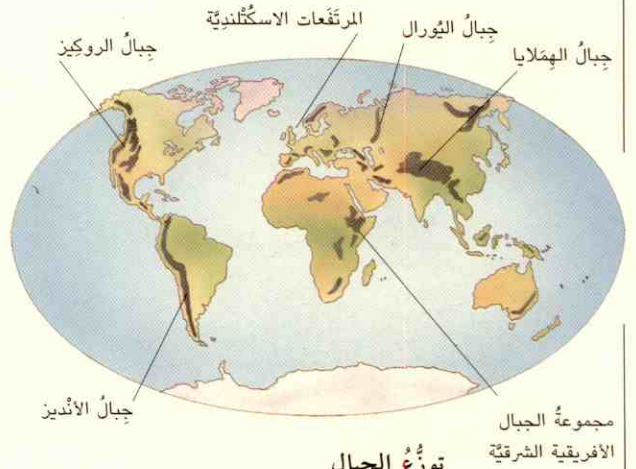 المرتَفَعات الاسكُتْلنديَّة
جِبالُ اليُورال
جِبالُ الروكِيز
جِبالُ الهِمَلايا
جِبالُ الأنْديز
مجموعةُ الجبال
الأفريقية الشرقيَّة
توزُّعُ الجبال